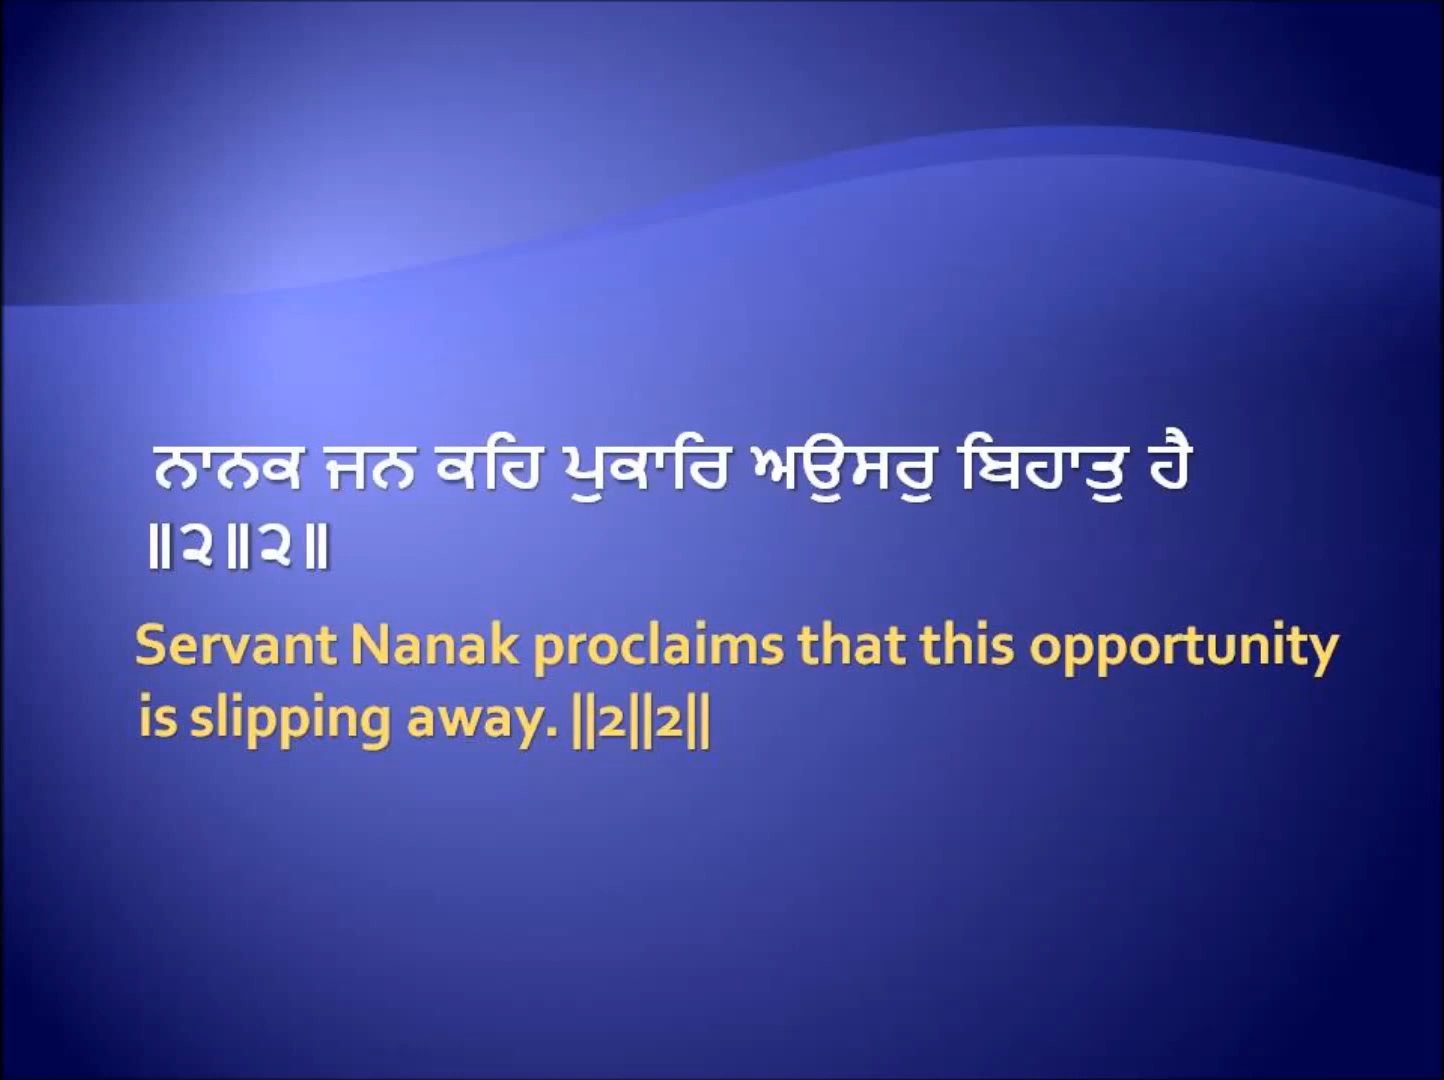 ਨਾਨਕ ਜਨ ਕਹਿ ਪੁਕਾਰਿ ਅਉਸਰੁ ਬਿਹਾਤੁ ਹੈ
॥੨॥੨॥
Servant Nanak proclaims that this opportunity
is slipping away. ||2||2||